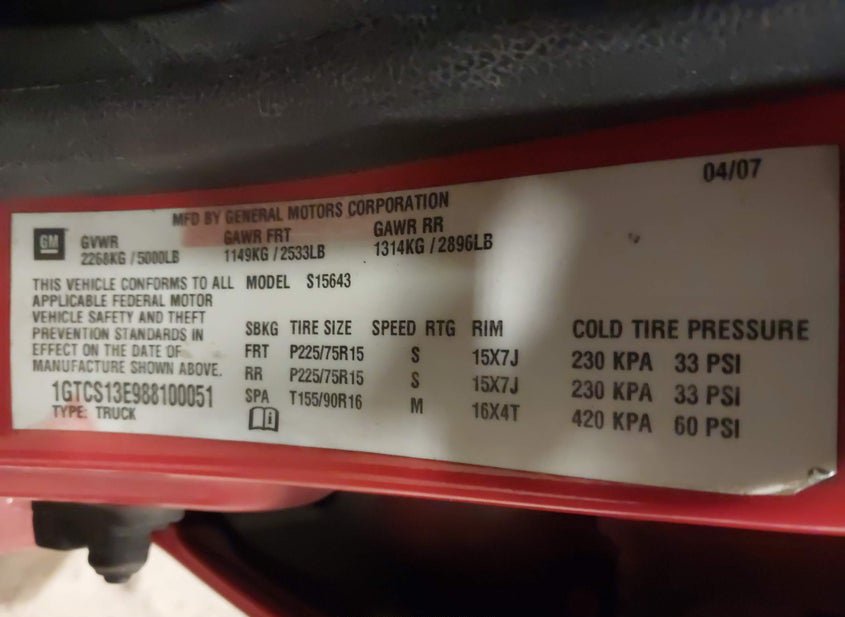 04/07
MFD BY GENERAL MOTORS CORPORATION
GM
GVWR GAWR FRT GAWR RR
2268KG / 5000LB 1149KG / 2533LB 1314KG / 2896LB
THIS VEHICLE CONFORMS TO ALL
APPLICABLE FEDERAL MOTOR
VEHICLE SAFETY AND THEFT
PREVENTION STANDARDS IN
EFFECT ON THE DATE OF
MANUFACTURE SHOWN ABOVE.
1GTCS13E988100051
TYPE: TRUCK
MODEL S15643
SBKG TIRE SIZE SPEED RTG RIM COLD TIRE PRESSURE
FRT P225/75R15 S 15X7J 230 KPA 33 PSI
RR P225/75R15 S 15X7J 230 KPA 33 PSI
SPA T155/90R16 M 16X4T 420 KPA 60 PSI